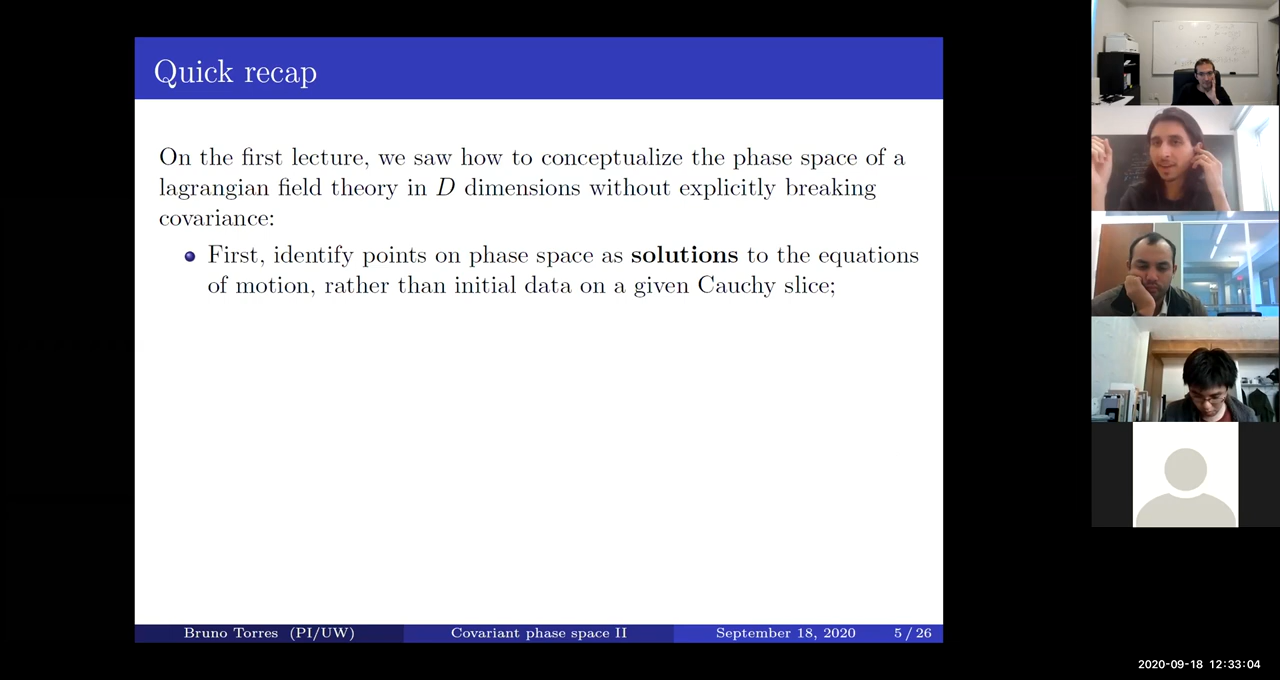 Quick recap
On the first lecture, we saw how to conceptualize the phase space of a
lagrangian field theory in D dimensions without explicitly breaking
covariance:
First, identify points on phase space as solutions to the equations
of motion, rather than initial data on a given Cauchy slice;
Bruno Torres (PI/UW)
Covariant phase space II
September 18, 2020
5 / 26
2020-09-18 12:33:04